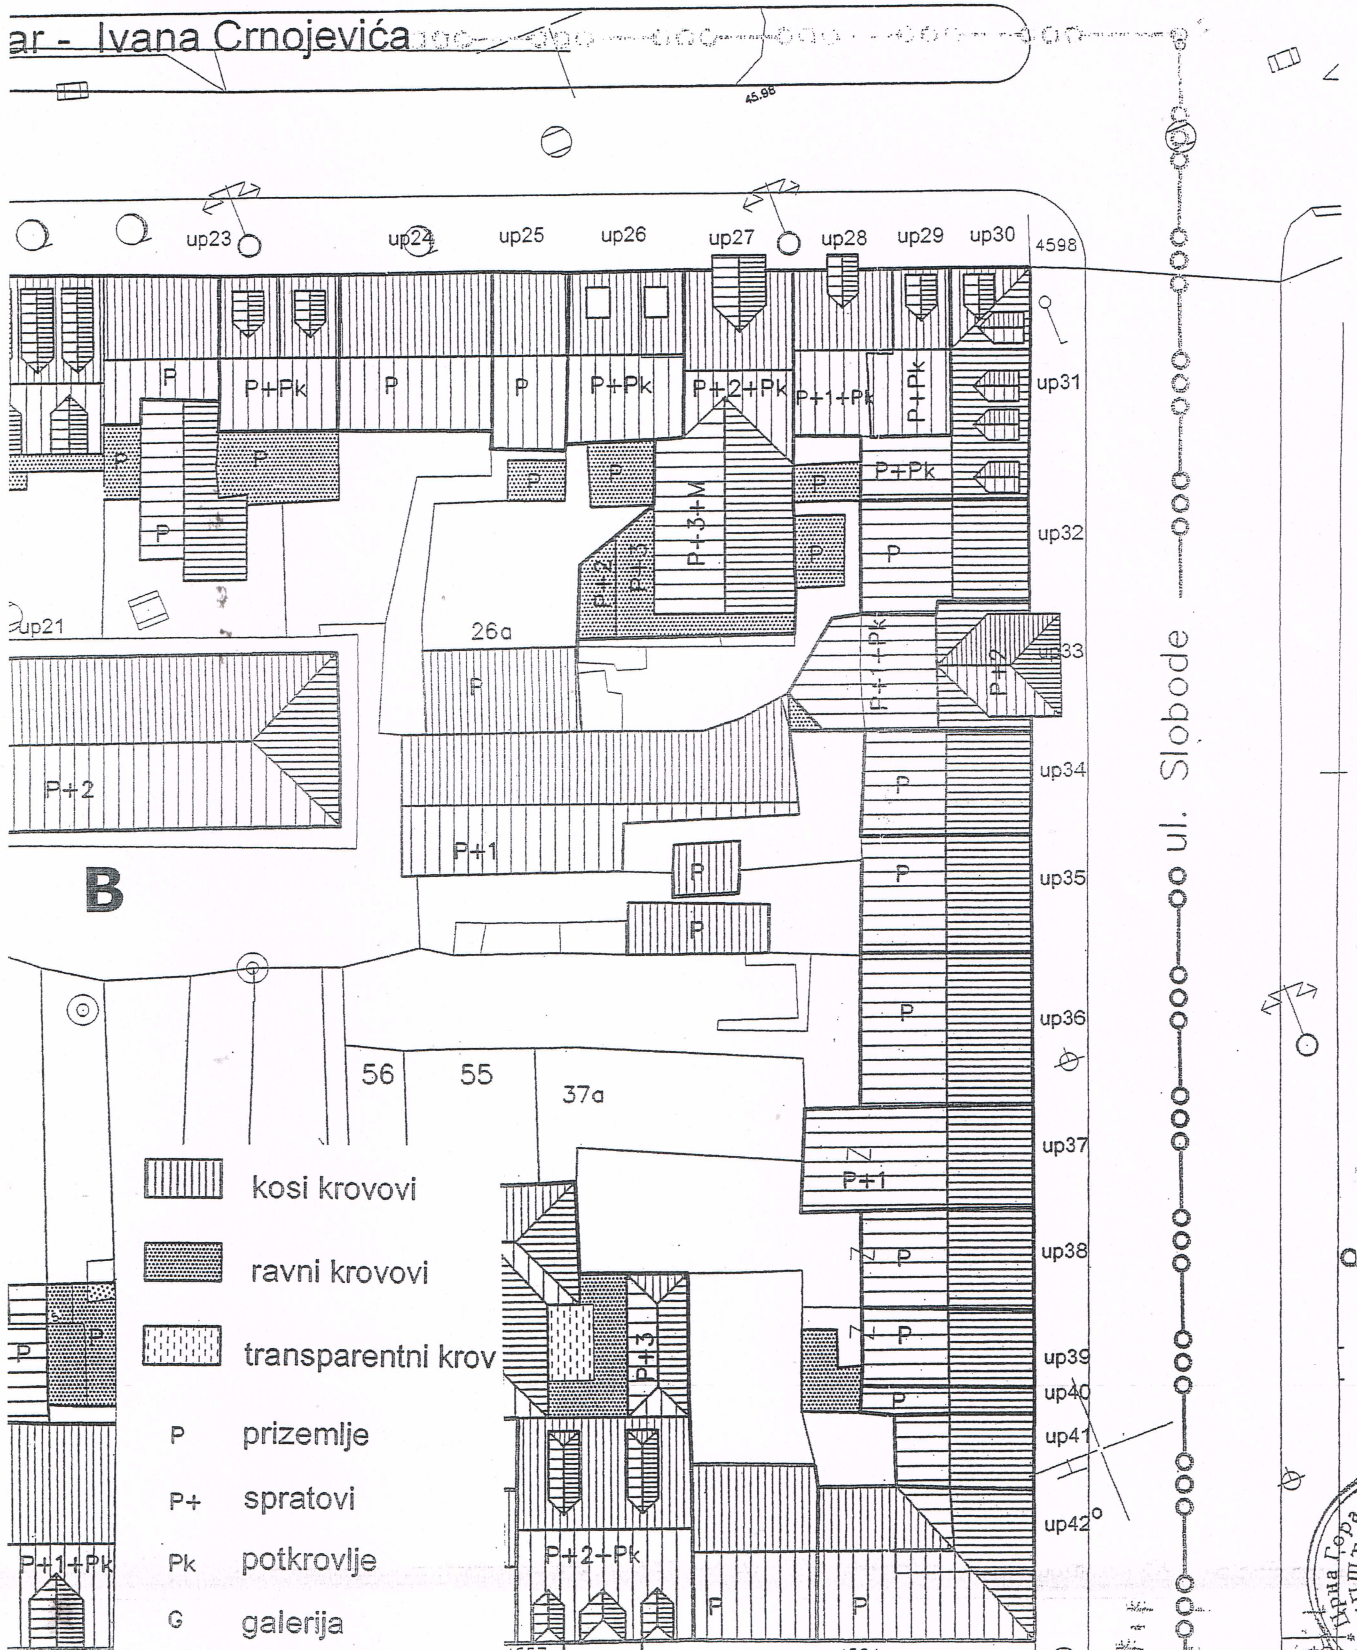 ar - Ivana Crnojevića
45.98
up23 up24 up25 up26 up27 up28 up29 up30 4598
P P+Pk P P P+Pk P+2+Pk P+1+Pk P+Pk up31
P P P P P P+Pk
P P+3+M P P up32
P+2 P+3
up21 26a P+1+Pk P+2 up33
P
P+2 P up34
P+1
B P P up35
P
P up36
56 55
37a
up37
P+1
kosi krovovi
P up38
ravni krovovi
P P P+3 P up39
transparentni krov
P up40
P prizemlje
up41
P+ spratovi
up42
P+1+Pk Pk potkrovlje P+2+Pk
P P
G galerija
ul. Slobode